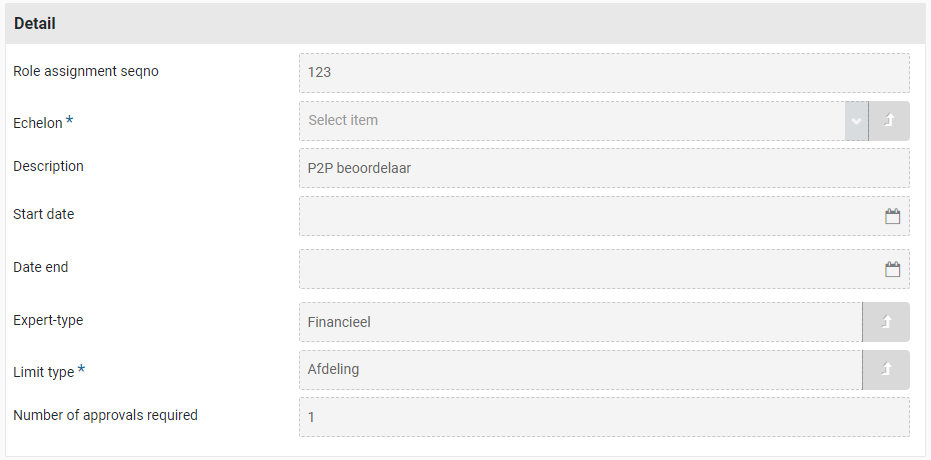 Detail
Role assignment seqno
123
Echelon *
Select item
Description
P2P beoordelaar
Start date
Date end
Expert-type
Financieel
Limit type *
Afdeling
Number of approvals required
1